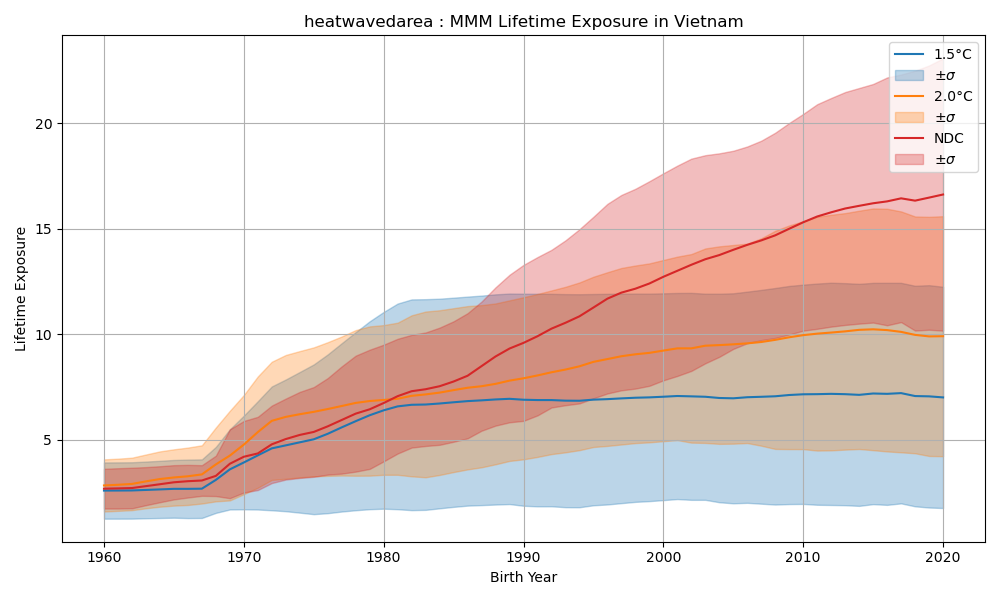 heatwavedarea : MMM Lifetime Exposure in Vietnam
1.5°C
±σ
2.0°C
±σ
NDC
±σ
Lifetime Exposure
20
15
10
5
1960 1970 1980 1990 2000 2010 2020
Birth Year